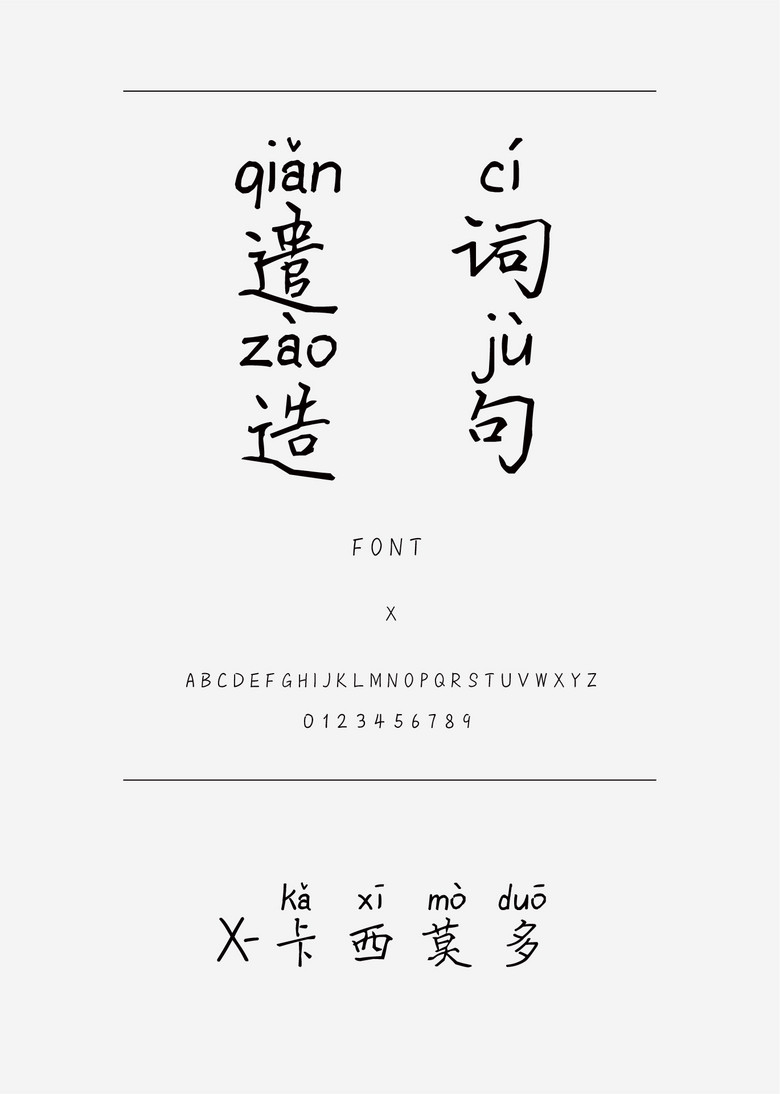 qiǎn cí
遣 词
zào jù
造 句
FONT
X
ABCDEFGHIJKLMNOPQRSTUVWXYZ
0123456789
kǎ xī mò duō
X-卡西莫多